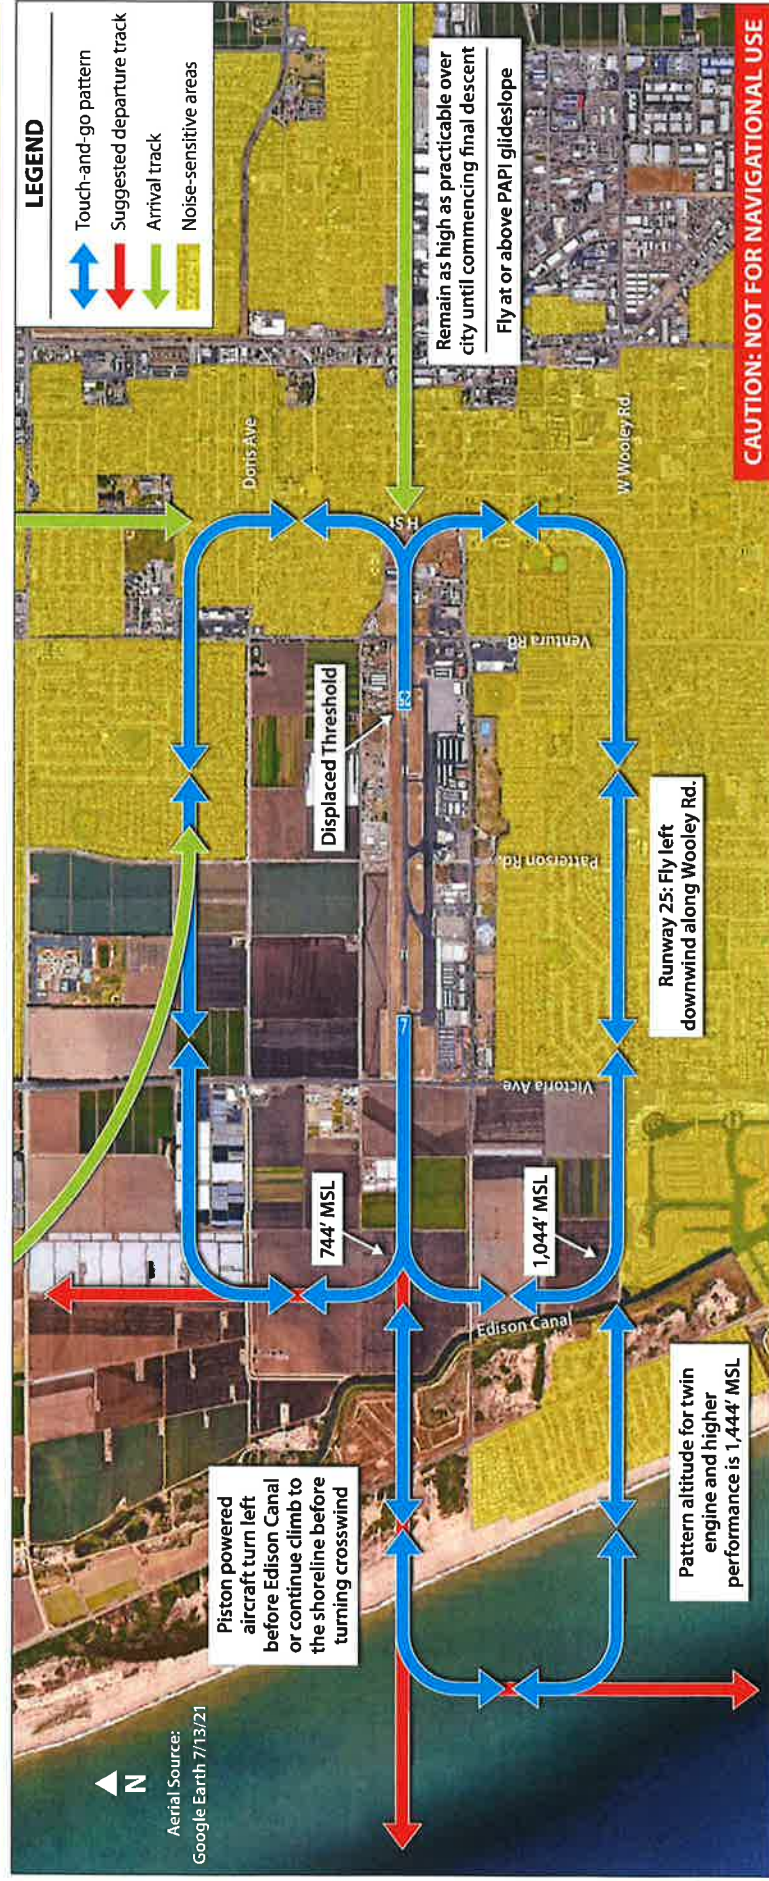 LEGEND
Touch-and-go pattern
Suggested departure track
Arrival track
Noise-sensitive areas
Remain as high as practicable over
city until commencing final descent
Fly at or above PAPI glideslope
CAUTION: NOT FOR NAVIGATIONAL USE
Doris Ave
W Wooley Rd.
H St
Ventura Rd
Displaced Threshold
25
Patterson Rd.
Runway 25: Fly left
downwind along Wooley Rd.
7
Victoria Ave
744' MSL
1,044' MSL
Edison Canal
Piston powered
aircraft turn left
before Edison Canal
or continue climb to
the shoreline before
turning crosswind
Pattern altitude for twin
engine and higher
performance is 1,444' MSL
N
Aerial Source:
Google Earth 7/13/21